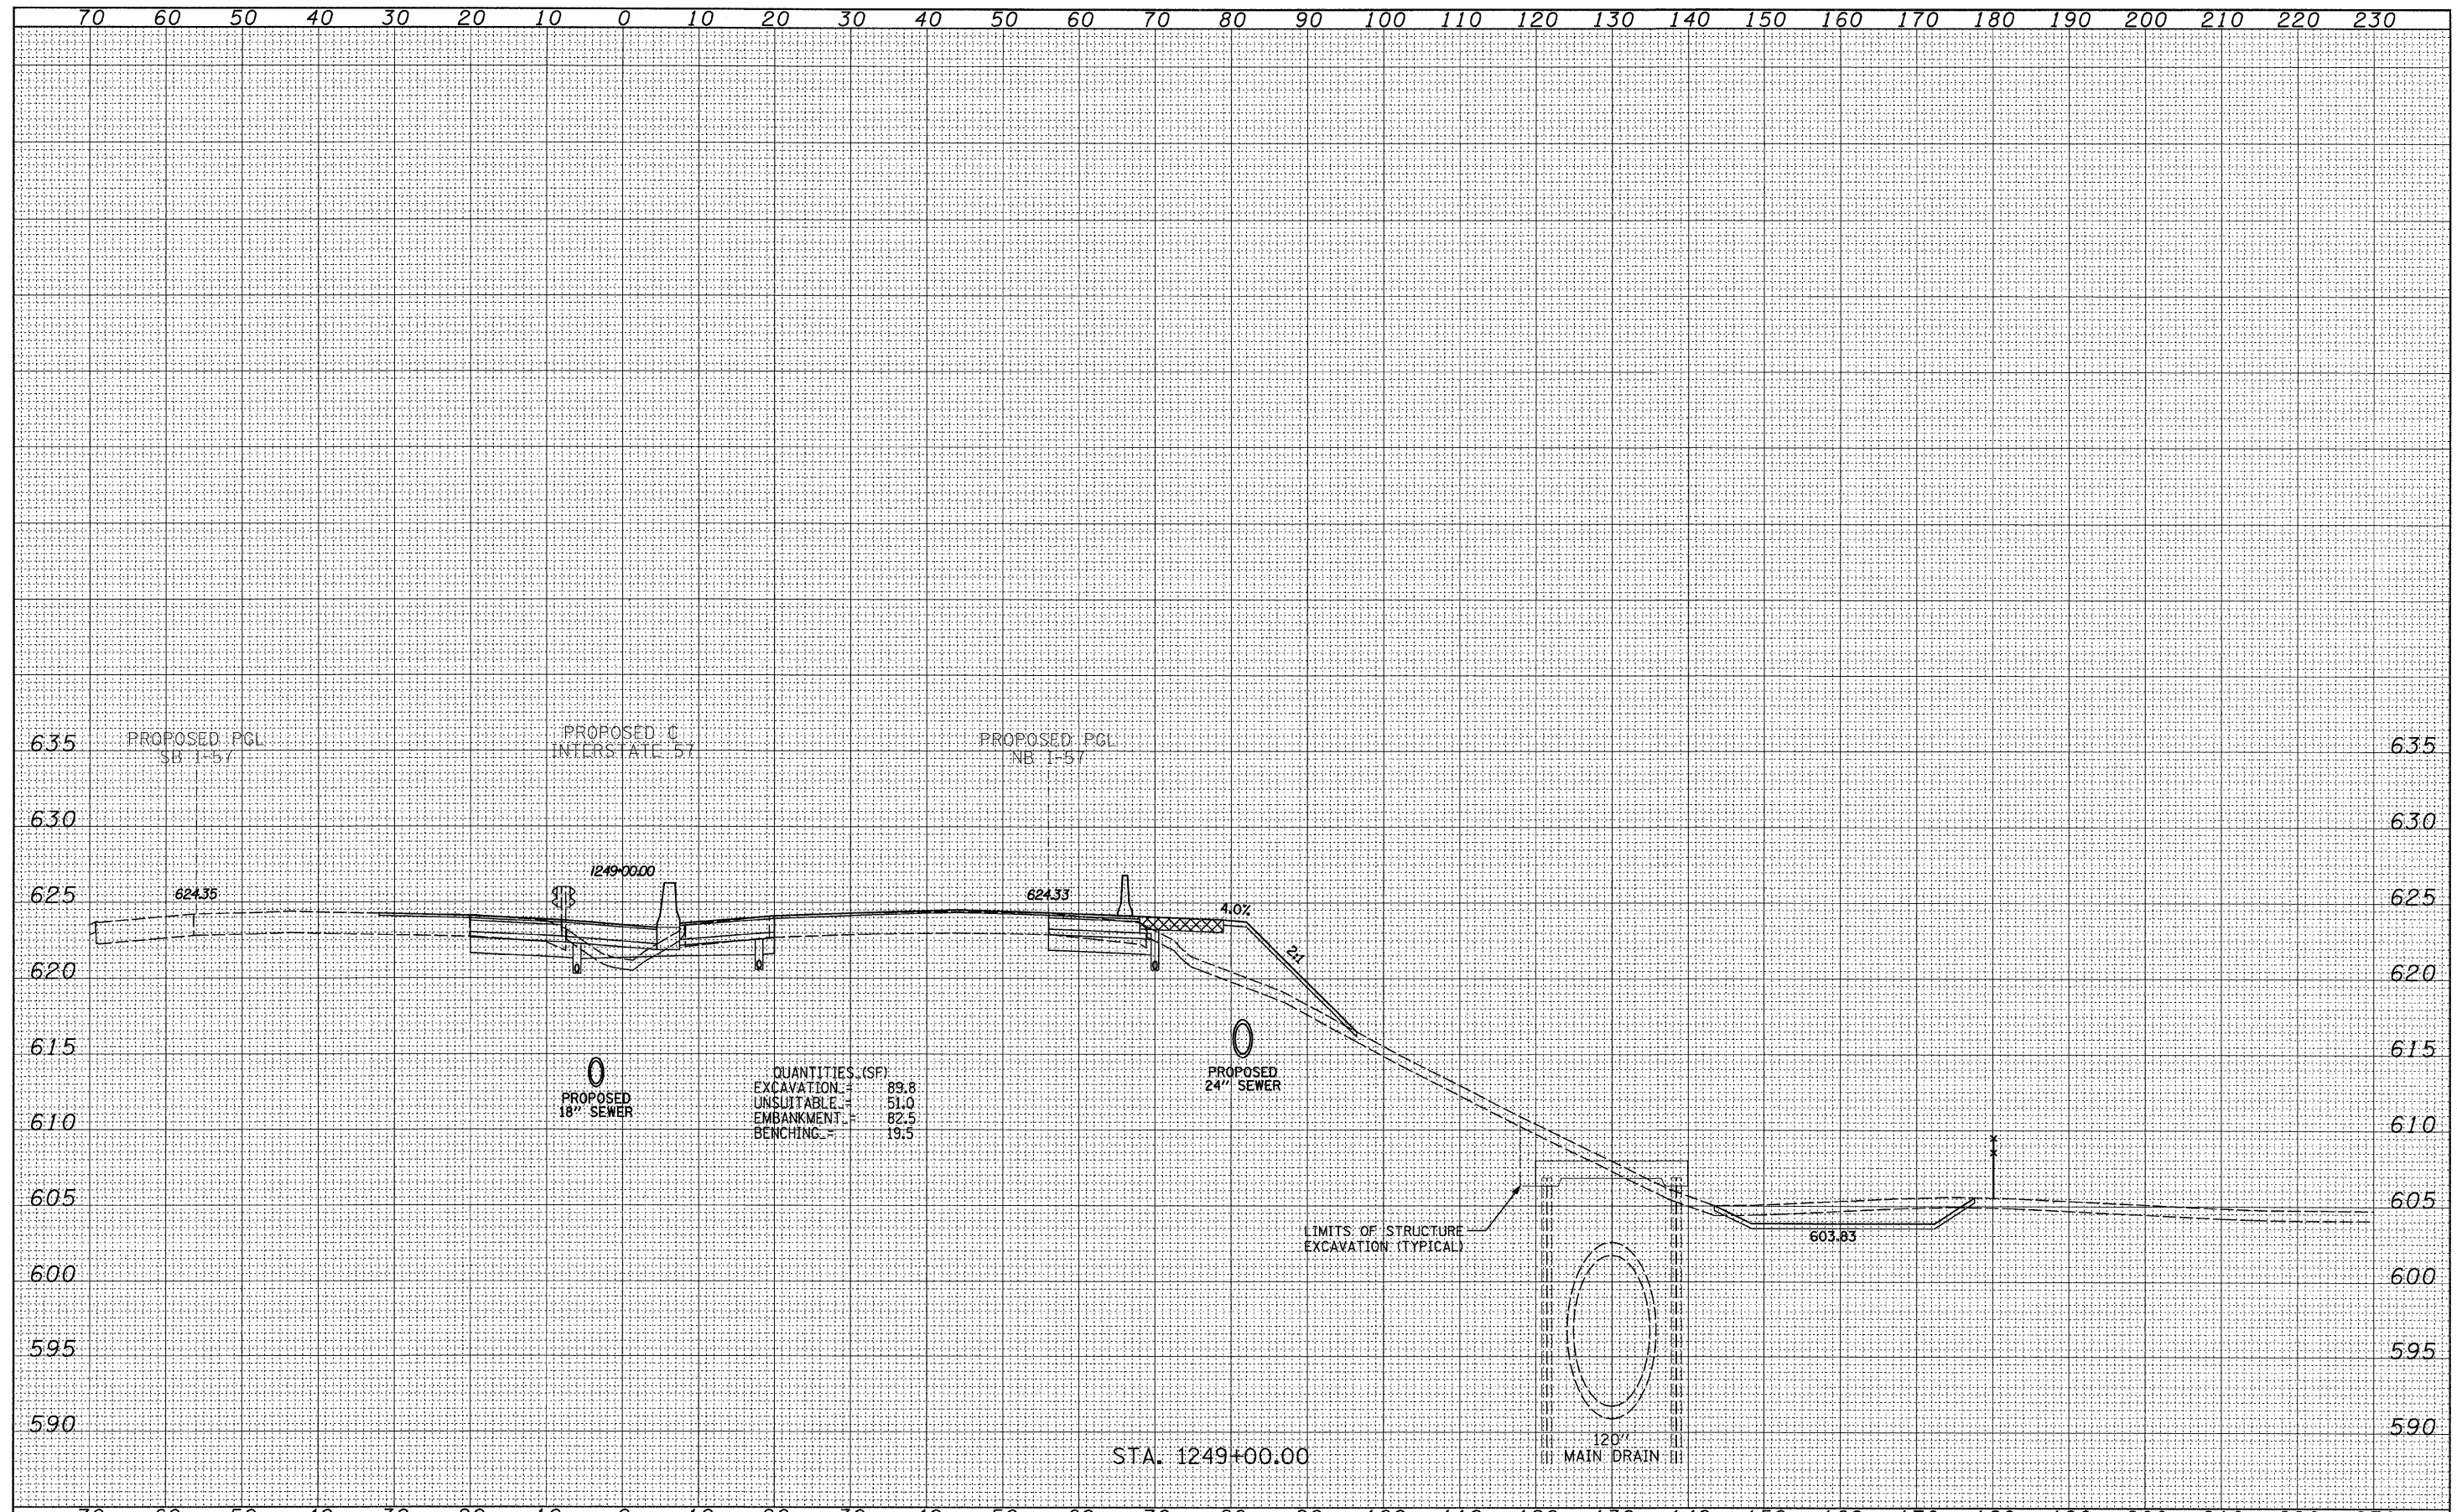 70 60 50 40 30 20 10 0 10 20 30 40 50 60 70 80 90 100 110 120 130 140 150 160 170 180 190 200 210 220 230
PROPOSED PGL
SB I-57
PROPOSED ℄
INTERSTATE 57
PROPOSED PGL
NB I-57
635 635
630 630
1249+00.00
624.35
624.33
625 625
4.0%
2:1
620 620
615 615
PROPOSED
18" SEWER
QUANTITIES (SF)
EXCAVATION = 89.8
UNSUITABLE = 51.0
EMBANKMENT = 82.5
BENCHING = 19.5
PROPOSED
24" SEWER
610 610
605 605
LIMITS OF STRUCTURE
EXCAVATION (TYPICAL)
603.83
600 600
595 595
590 590
120"
MAIN DRAIN
STA. 1249+00.00